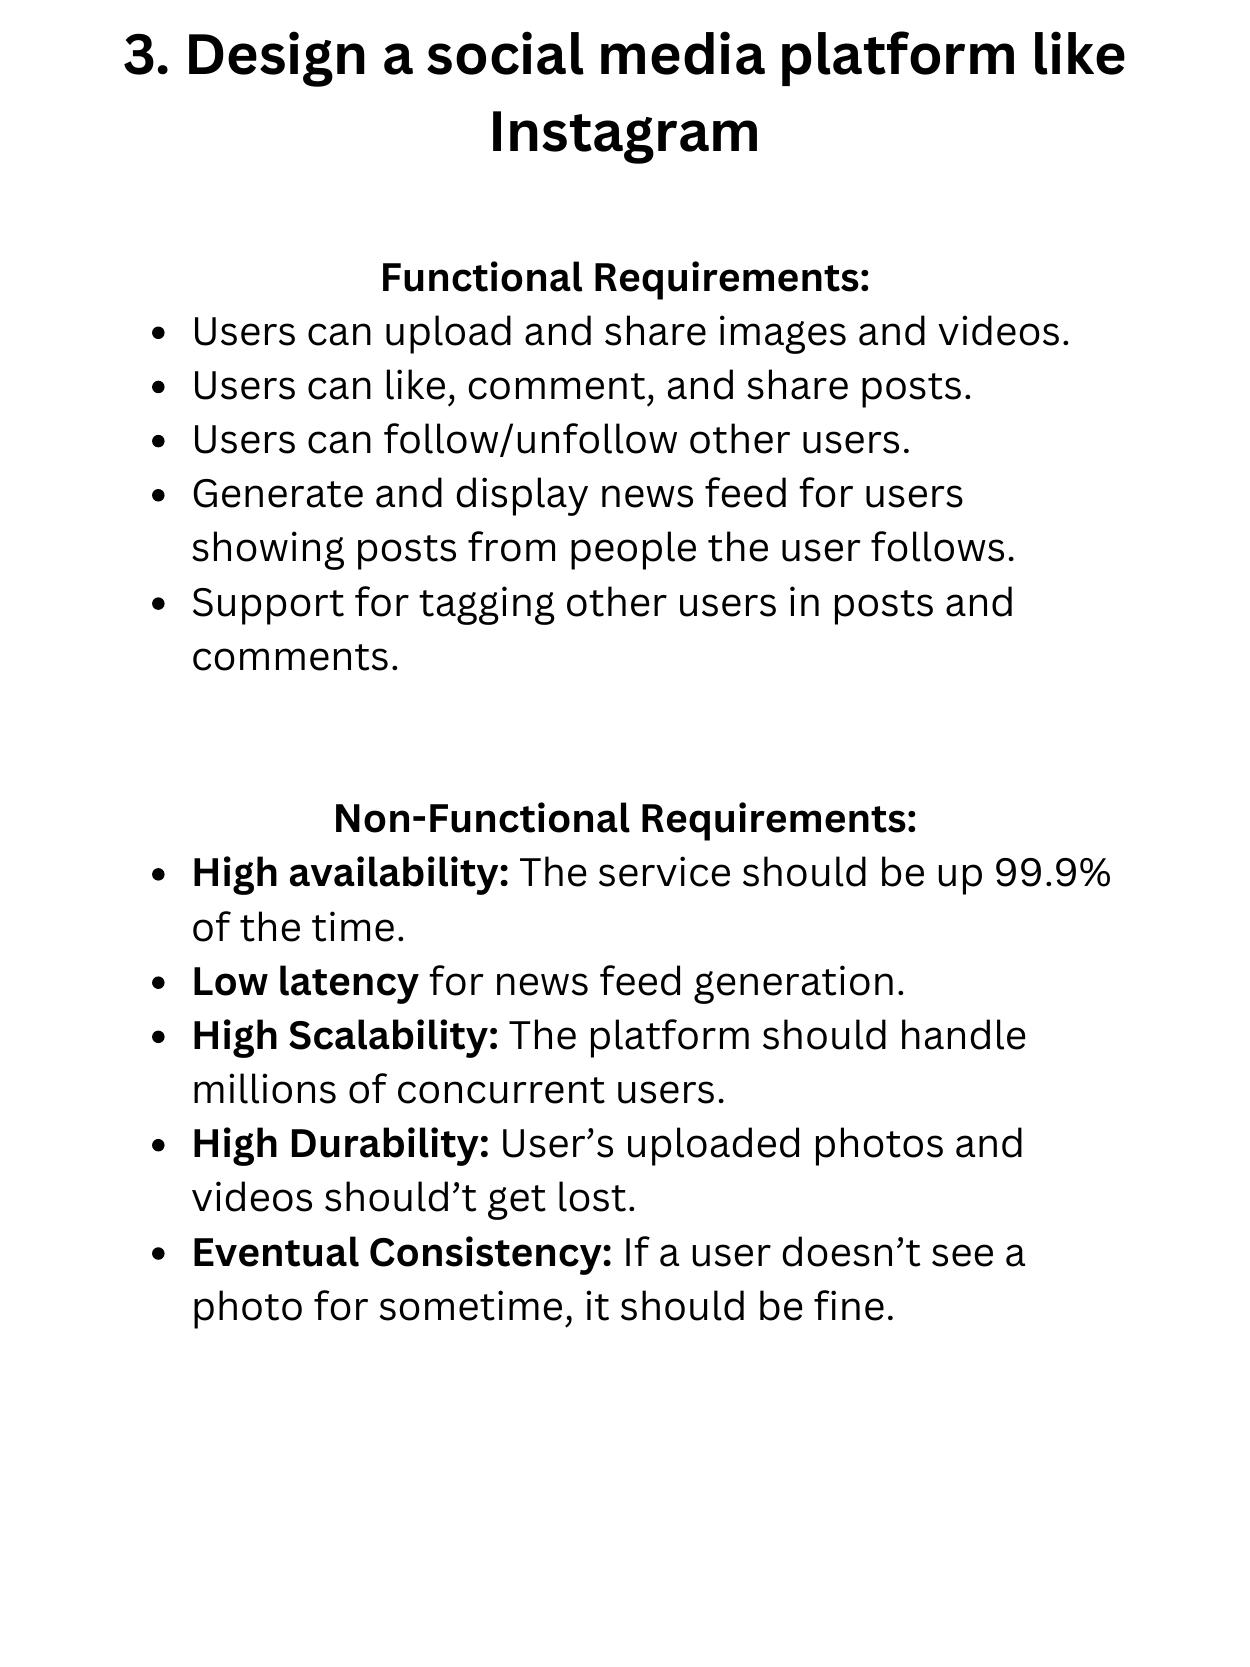 3. Design a social media platform like
Instagram
Functional Requirements:
• Users can upload and share images and videos.
• Users can like, comment, and share posts.
• Users can follow/unfollow other users.
• Generate and display news feed for users
showing posts from people the user follows.
• Support for tagging other users in posts and
comments.
Non-Functional Requirements:
• High availability: The service should be up 99.9%
of the time.
• Low latency for news feed generation.
• High Scalability: The platform should handle
millions of concurrent users.
• High Durability: User’s uploaded photos and
videos should’t get lost.
• Eventual Consistency: If a user doesn’t see a
photo for sometime, it should be fine.